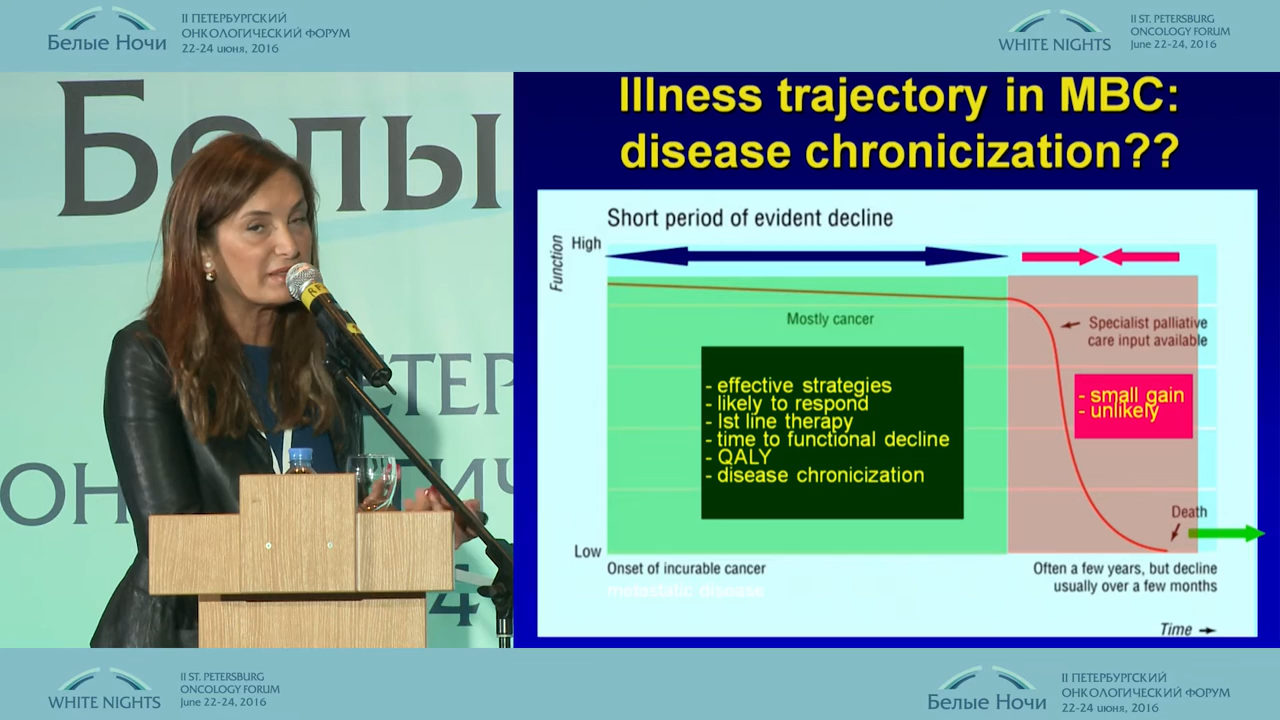 Белые Ночи
II ПЕТЕРБУРГСКИЙ
ОНКОЛОГИЧЕСКИЙ ФОРУМ
22-24 июня, 2016
WHITE NIGHTS
II ST. PETERSBURG
ONCOLOGY FORUM
June 22-24, 2016
Illness trajectory in MBC:
disease chronicization??
Short period of evident decline
Function
High
Mostly cancer
Specialist palliative
care input available
- effective strategies
- likely to respond
- Ist line therapy
- time to functional decline
- QALY
- disease chronicization
- small gain
- unlikely
Death
Low
Onset of incurable cancer
metastatic disease
Often a few years, but decline
usually over a few months
Time
WHITE NIGHTS
II ST. PETERSBURG
ONCOLOGY FORUM
June 22-24, 2016
Белые Ночи
II ПЕТЕРБУРГСКИЙ
ОНКОЛОГИЧЕСКИЙ ФОРУМ
22-24 июня, 2016